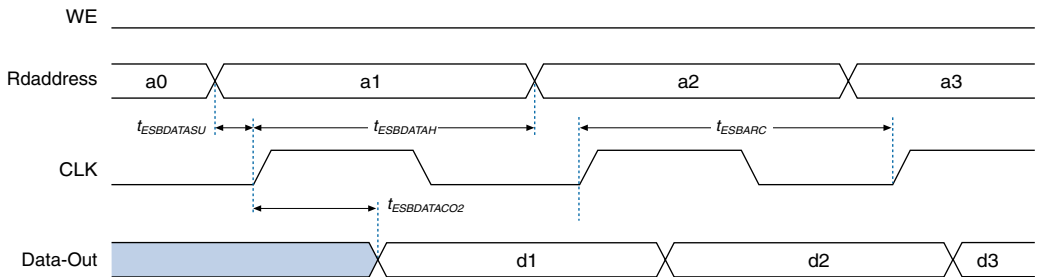 WE
Rdaddress a0 a1 a2 a3
tESBDATASU tESBDATAH tESBARC
CLK
tESBDATACO2
Data-Out d1 d2 d3